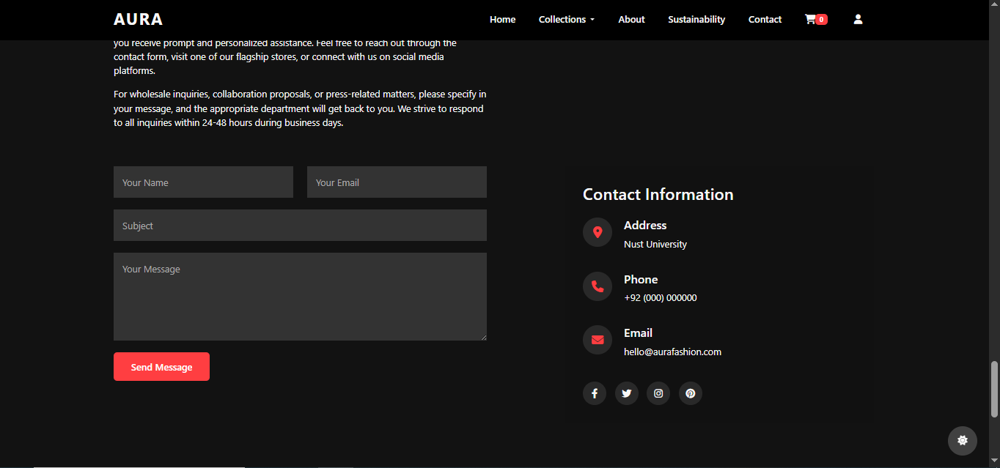 AURA
Home Collections About Sustainability Contact 0
you receive prompt and personalized assistance. Feel free to reach out through the
contact form, visit one of our flagship stores, or connect with us on social media
platforms.
For wholesale inquiries, collaboration proposals, or press-related matters, please specify in
your message, and the appropriate department will get back to you. We strive to respond
to all inquiries within 24-48 hours during business days.
Your Name
Your Email
Subject
Your Message
Send Message
Contact Information
Address
Nust University
Phone
+92 (000) 000000
Email
hello@aurafashion.com